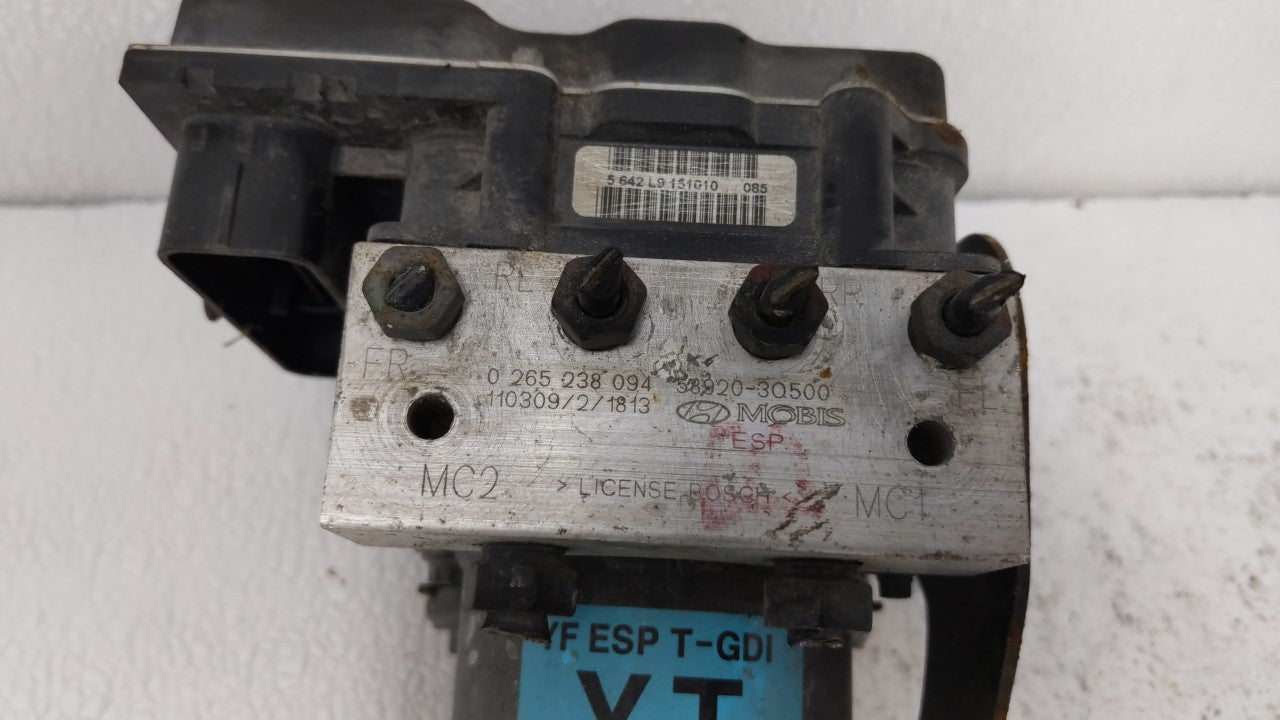 5 642 L9 151010 085
RL RR
FR FL
0 265 238 094 58920-3Q500
110309/2/1813 MOBIS
ESP
MC2 > LICENSE BOSCH < MC1
YF ESP T-GDI
YT